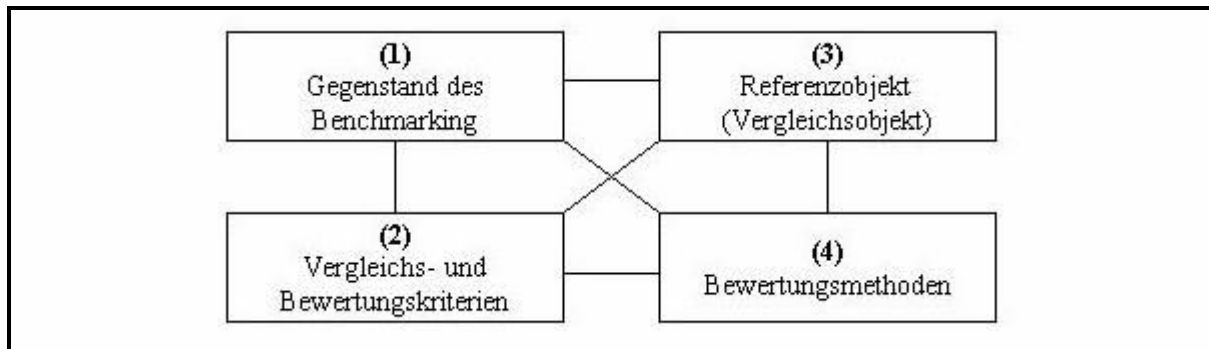 (1)
Gegenstand des
Benchmarking
(2)
Vergleichs- und
Bewertungskriterien
(3)
Referenzobjekt
(Vergleichsobjekt)
(4)
Bewertungsmethoden